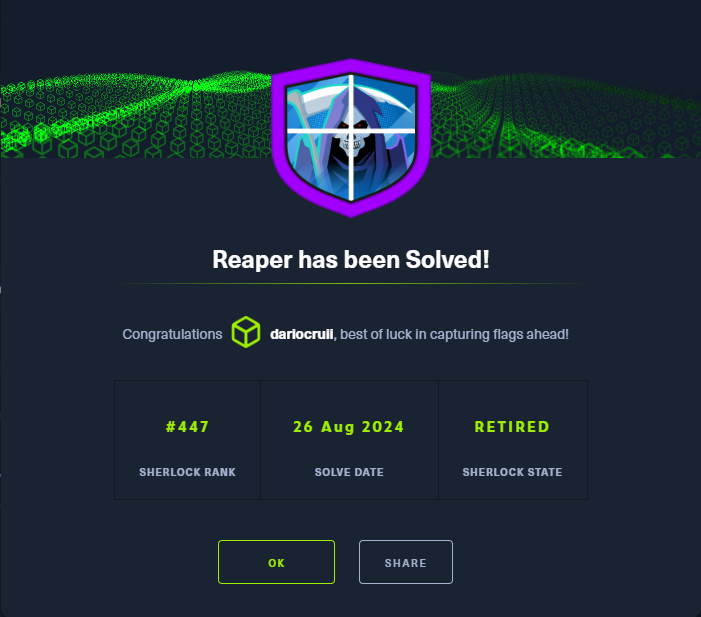 Reaper has been Solved!
Congratulations dariocruli, best of luck in capturing flags ahead!
#447 26 Aug 2024 RETIRED
SHERLOCK RANK SOLVE DATE SHERLOCK STATE
OK SHARE